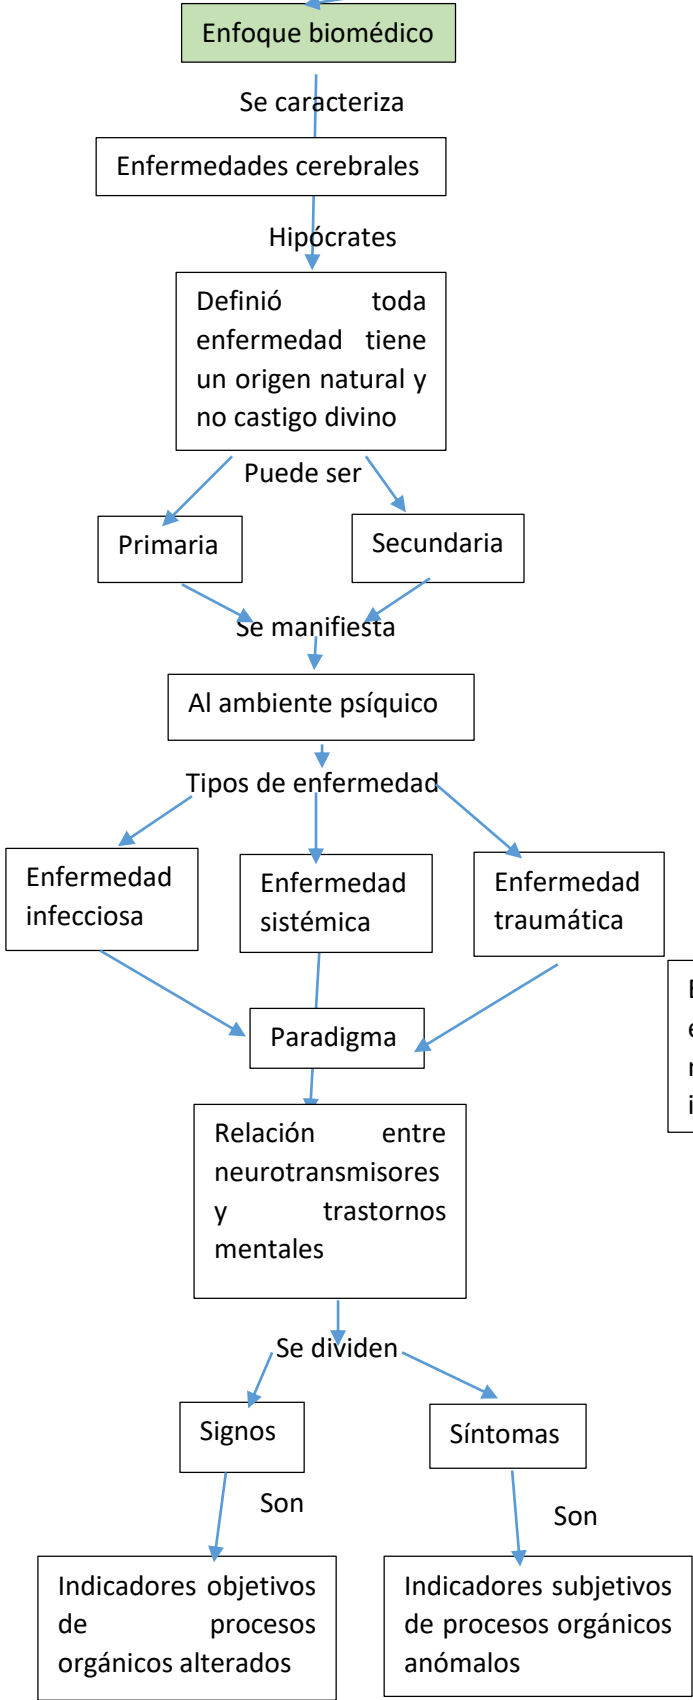 Enfoque biomédico
Se caracteriza
Enfermedades cerebrales
Hipócrates
Definió toda
enfermedad tiene
un origen natural y
no castigo divino
Puede ser
Primaria
Secundaria
Se manifiesta
Al ambiente psíquico
Tipos de enfermedad
Enfermedad
infecciosa
Enfermedad
sistémica
Enfermedad
traumática
Paradigma
Relación entre
neurotransmisores
y trastornos
mentales
Se dividen
Signos
Síntomas
Son
Son
Indicadores objetivos
de procesos
orgánicos alterados
Indicadores subjetivos
de procesos orgánicos
anómalos